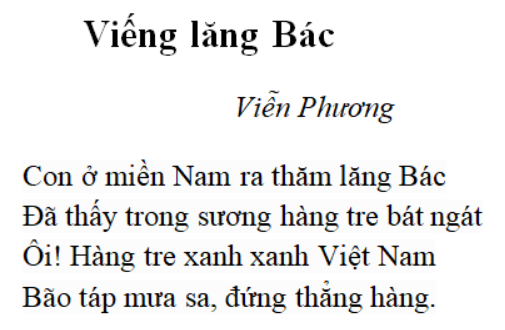 Viếng lăng Bác
Viễn Phương
Con ở miền Nam ra thăm lăng Bác
Đã thấy trong sương hàng tre bát ngát
Ôi! Hàng tre xanh xanh Việt Nam
Bão táp mưa sa, đứng thẳng hàng.